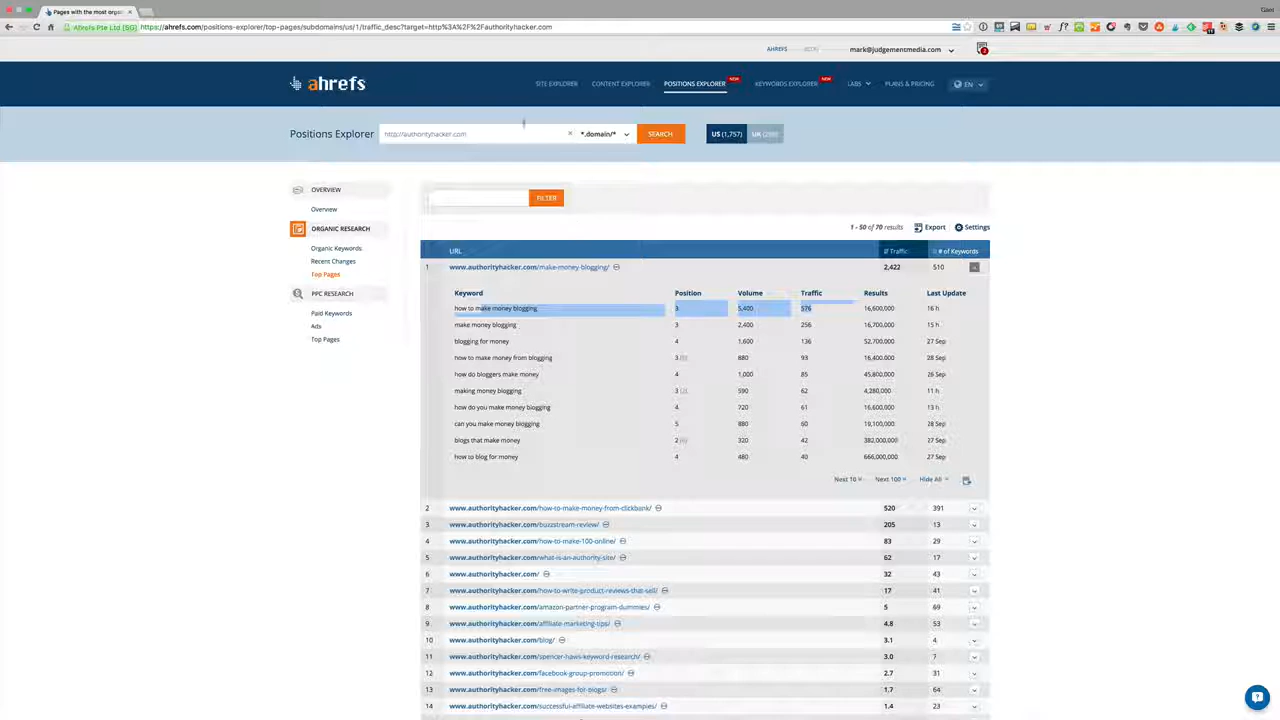 Pages with the most organ
Giani
Ahrefs Pte Ltd [SG]
https://ahrefs.com/positions-explorer/top-pages/subdomains/us/1/traffic_desc?target=http%3A%2F%2Fauthorityhacker.com
AHREFS
BLOG
mark@judgementmedia.com
ahrefs
SITE EXPLORER
CONTENT EXPLORER
POSITIONS EXPLORER
NEW
KEYWORDS EXPLORER
NEW
LABS
PLANS & PRICING
EN
Positions Explorer
http://authorityhacker.com
*.domain/*
SEARCH
US (1,757)
OVERVIEW
Overview
ORGANIC RESEARCH
Organic Keywords
Recent Changes
Top Pages
PPC RESEARCH
Paid Keywords
Ads
Top Pages
FILTER
1 - 50 of 70 results
Export
Settings
URL Traffic # of Keywords
1 www.authorityhacker.com/make-money-blogging/ 2,422 510
Keyword Position Volume Traffic Results Last Update
how to make money blogging 3 5,400 576 16,600,000 16 h
make money blogging 3 2,400 256 16,700,000 15 h
blogging for money 4 1,600 136 52,700,000 27 Sep
how to make money from blogging 3 880 93 16,400,000 28 Sep
how do bloggers make money 4 1,000 85 45,800,000 26 Sep
making money blogging 3 590 62 4,280,000 11 h
how do you make money blogging 4 720 61 16,600,000 13 h
can you make money blogging 5 880 60 19,100,000 28 Sep
blogs that make money 2 320 42 382,000,000 27 Sep
how to blog for money 4 480 40 666,000,000 27 Sep
Next 10
Next 100
Hide All
2 www.authorityhacker.com/how-to-make-money-from-clickbank/ 520 391
3 www.authorityhacker.com/buzzstream-review/ 205 13
4 www.authorityhacker.com/how-to-make-100-online/ 83 29
5 www.authorityhacker.com/what-is-an-authority-site/ 62 17
6 www.authorityhacker.com/ 32 43
7 www.authorityhacker.com/how-to-write-product-reviews-that-sell/ 17 41
8 www.authorityhacker.com/amazon-partner-program-dummies/ 5 69
9 www.authorityhacker.com/affiliate-marketing-tips/ 4.8 53
10 www.authorityhacker.com/blog/ 3.1 4
11 www.authorityhacker.com/spencer-haws-keyword-research/ 3.0 7
12 www.authorityhacker.com/facebook-group-promotion/ 2.7 31
13 www.authorityhacker.com/free-images-for-blogs/ 1.7 64
14 www.authorityhacker.com/successful-affiliate-websites-examples/ 1.4 23